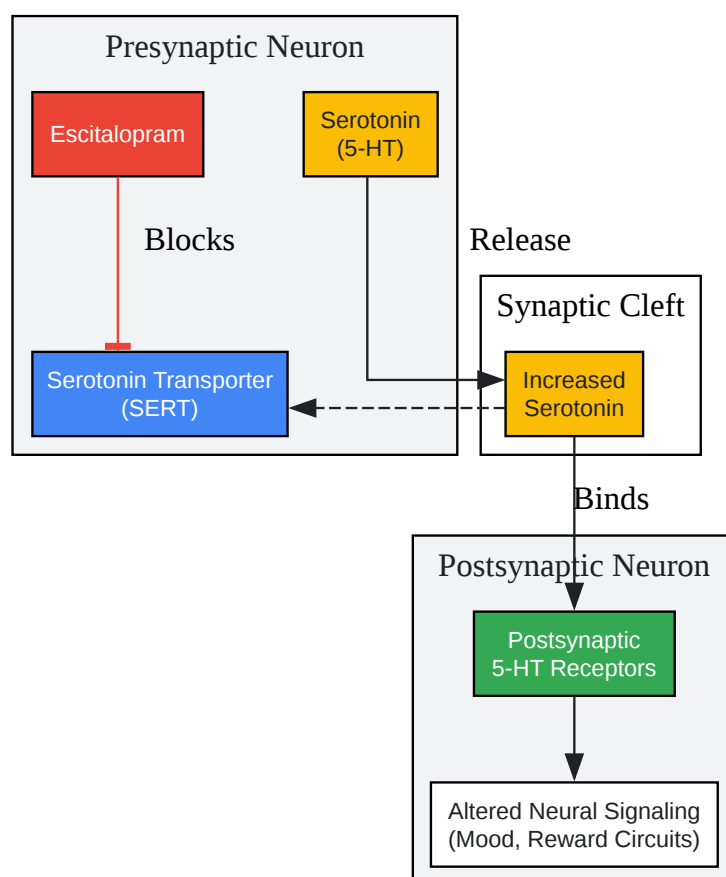 Presynaptic Neuron
Escitalopram
Serotonin
(5-HT)
Blocks
Release
Synaptic Cleft
Serotonin Transporter
(SERT)
Increased
Serotonin
Binds
Postsynaptic Neuron
Postsynaptic
5-HT Receptors
Altered Neural Signaling
(Mood, Reward Circuits)